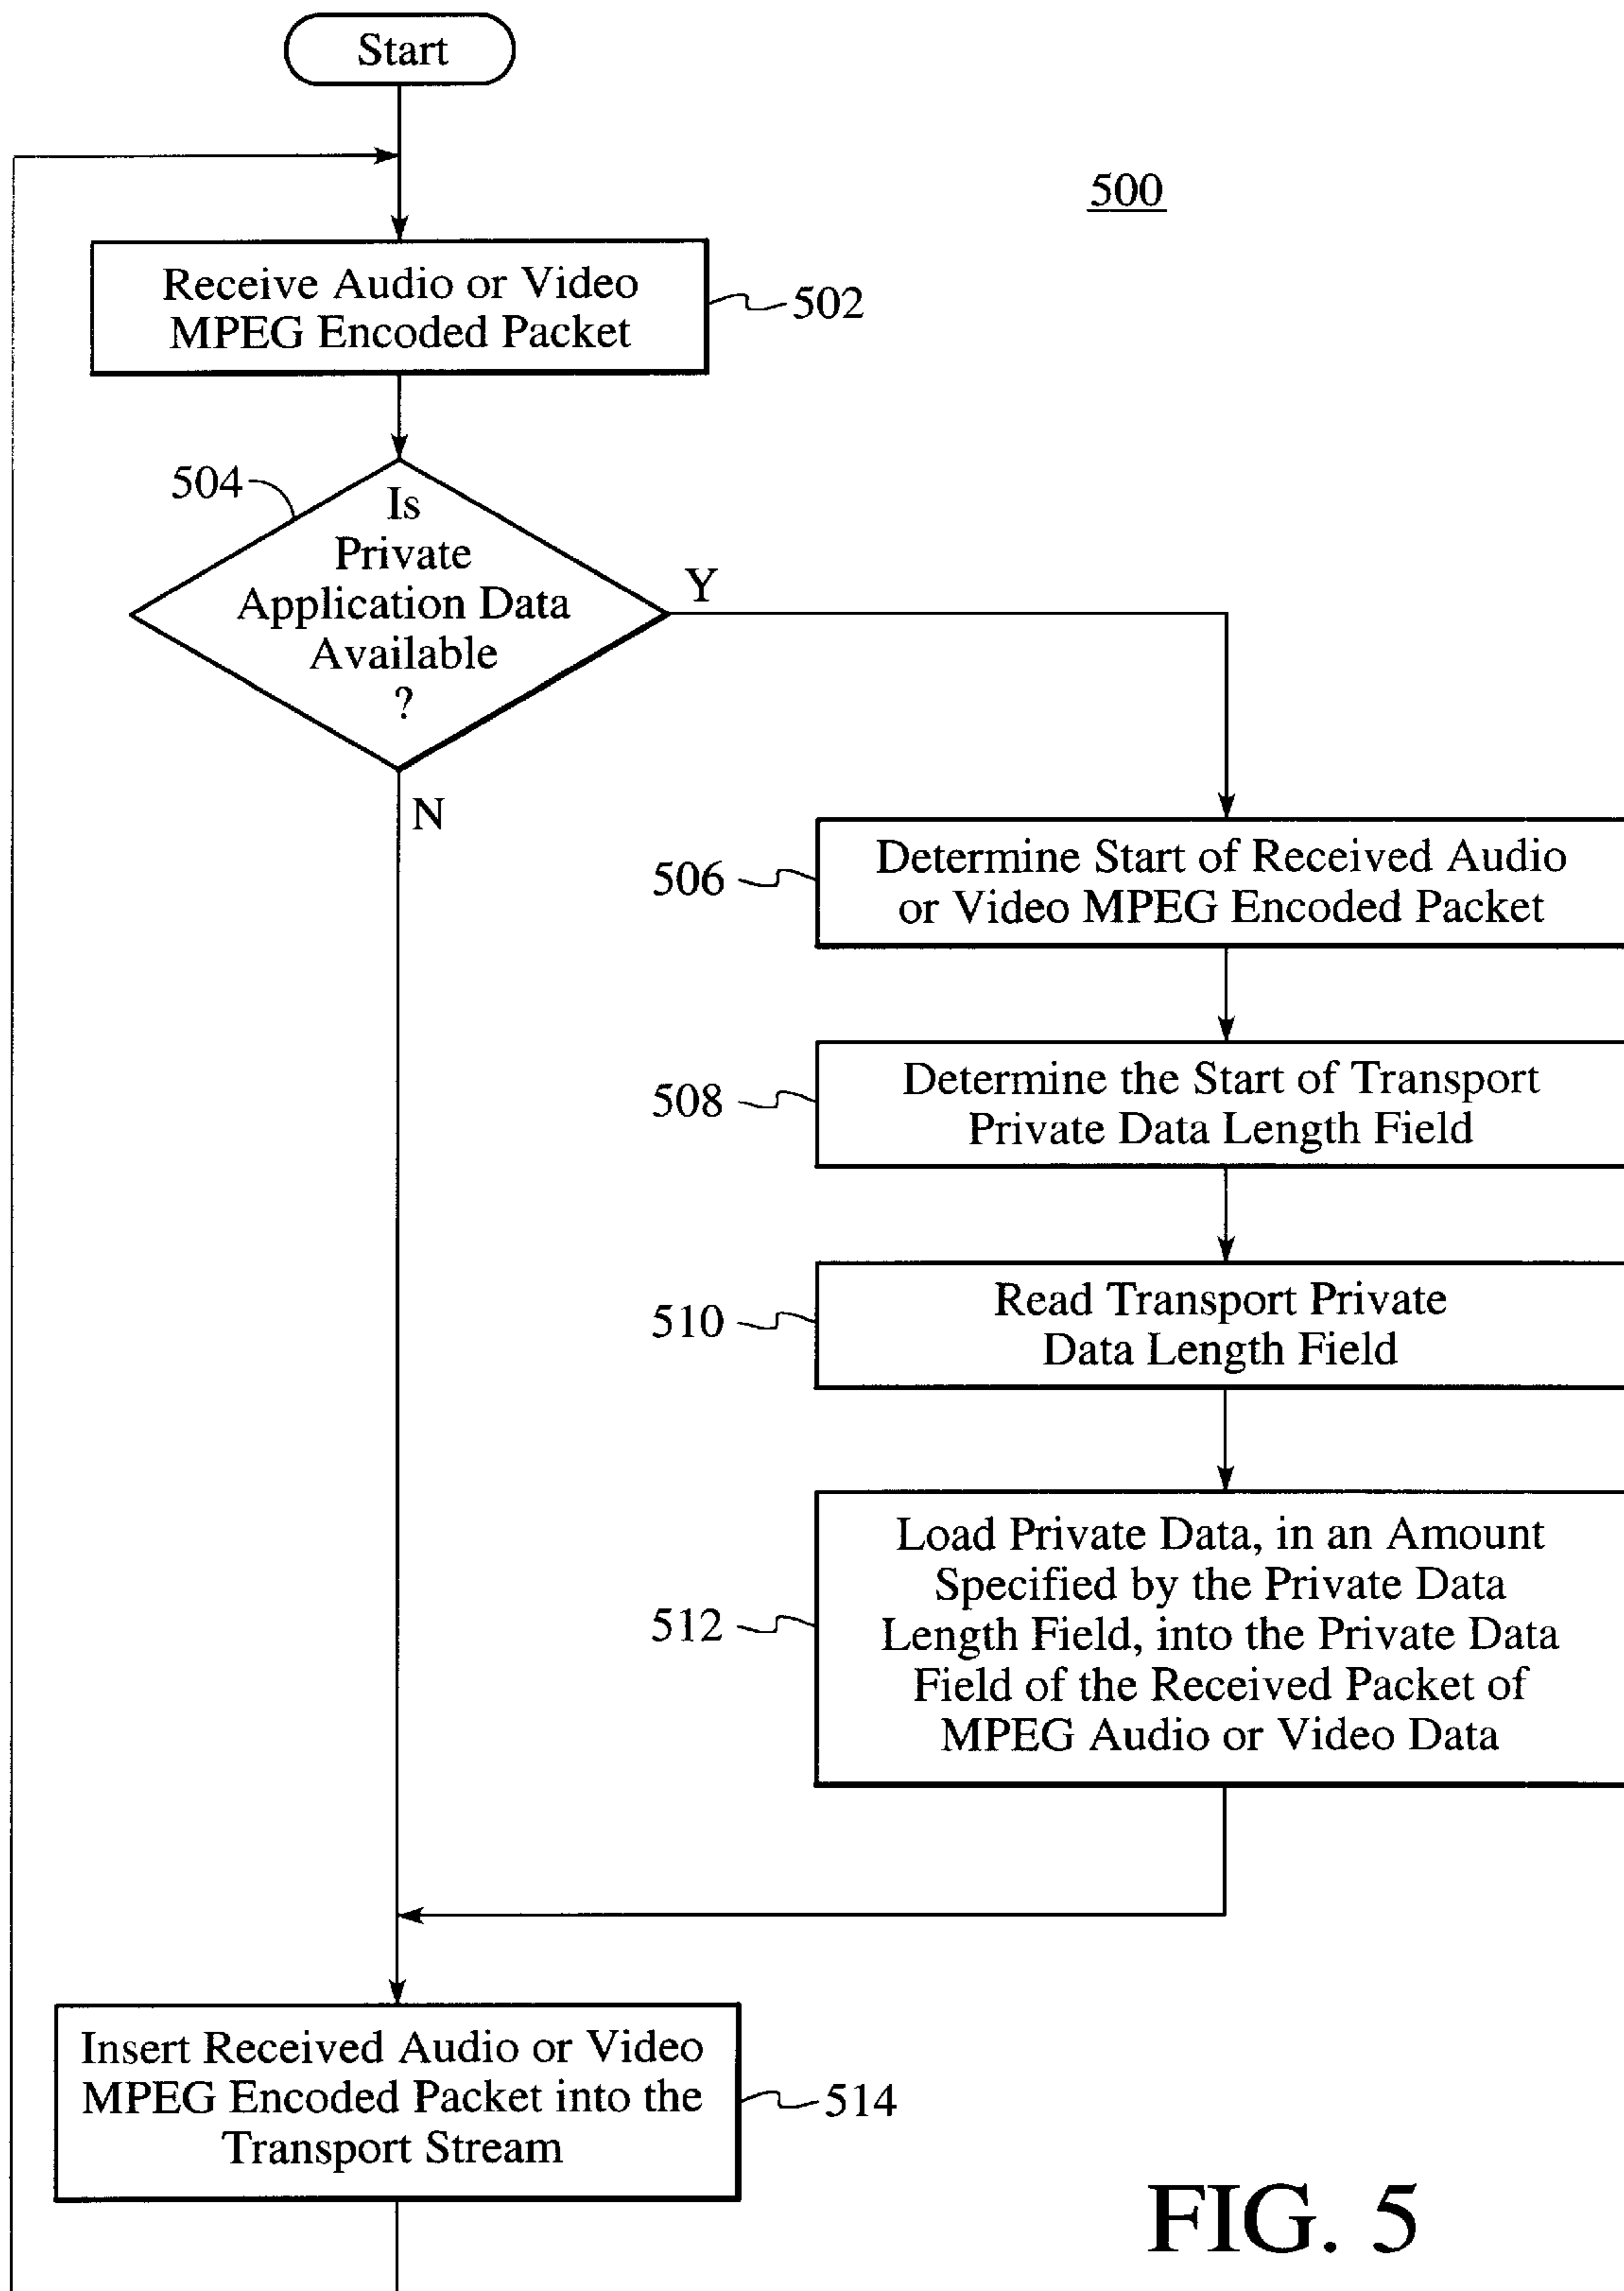 Start
500
Receive Audio or Video
MPEG Encoded Packet
502
504
Is
Private
Application Data
Available
?
Y
N
506
Determine Start of Received Audio
or Video MPEG Encoded Packet
508
Determine the Start of Transport
Private Data Length Field
510
Read Transport Private
Data Length Field
512
Load Private Data, in an Amount
Specified by the Private Data
Length Field, into the Private Data
Field of the Received Packet of
MPEG Audio or Video Data
Insert Received Audio or Video
MPEG Encoded Packet into the
Transport Stream
514
FIG. 5